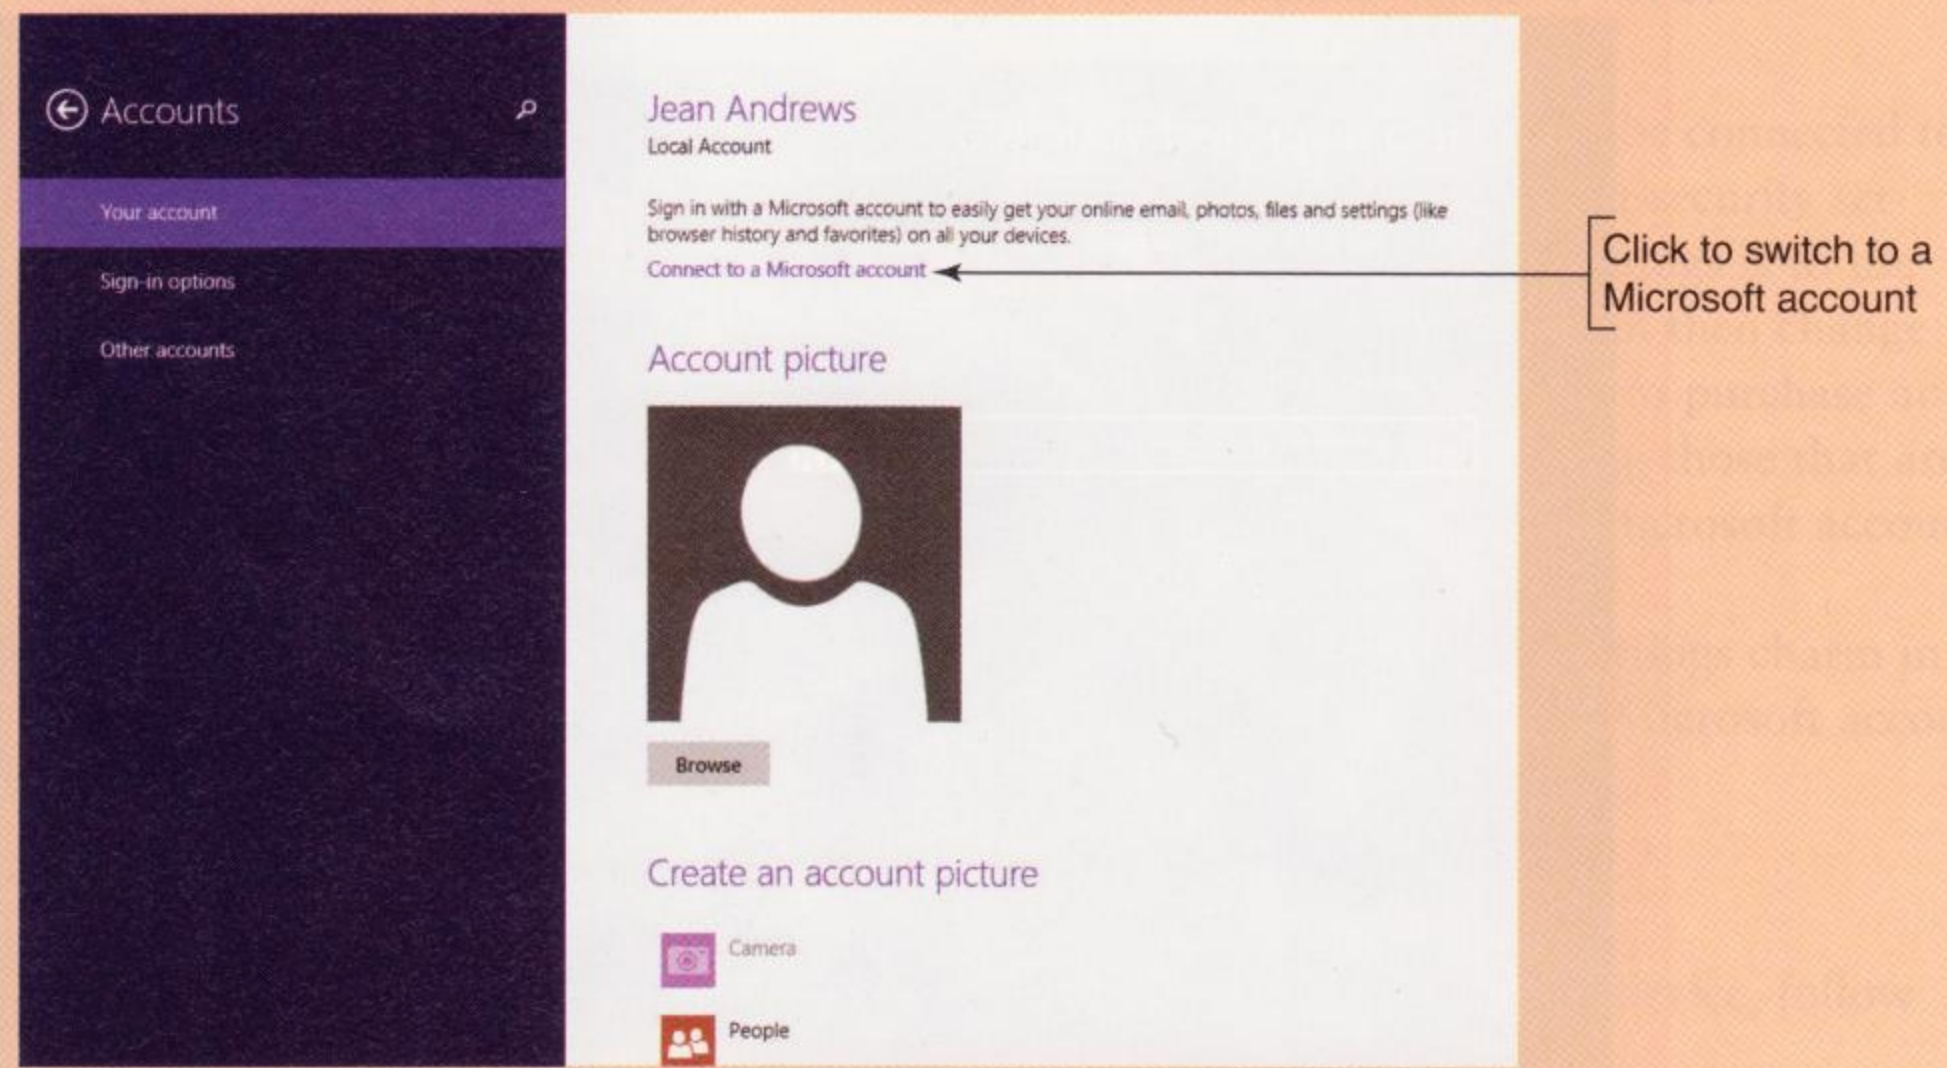 Accounts
Your account
Sign-in options
Other accounts
Jean Andrews
Local Account
Sign in with a Microsoft account to easily get your online email, photos, files and settings (like
browser history and favorites) on all your devices.
Connect to a Microsoft account
Account picture
Browse
Create an account picture
Camera
People
Click to switch to a
Microsoft account